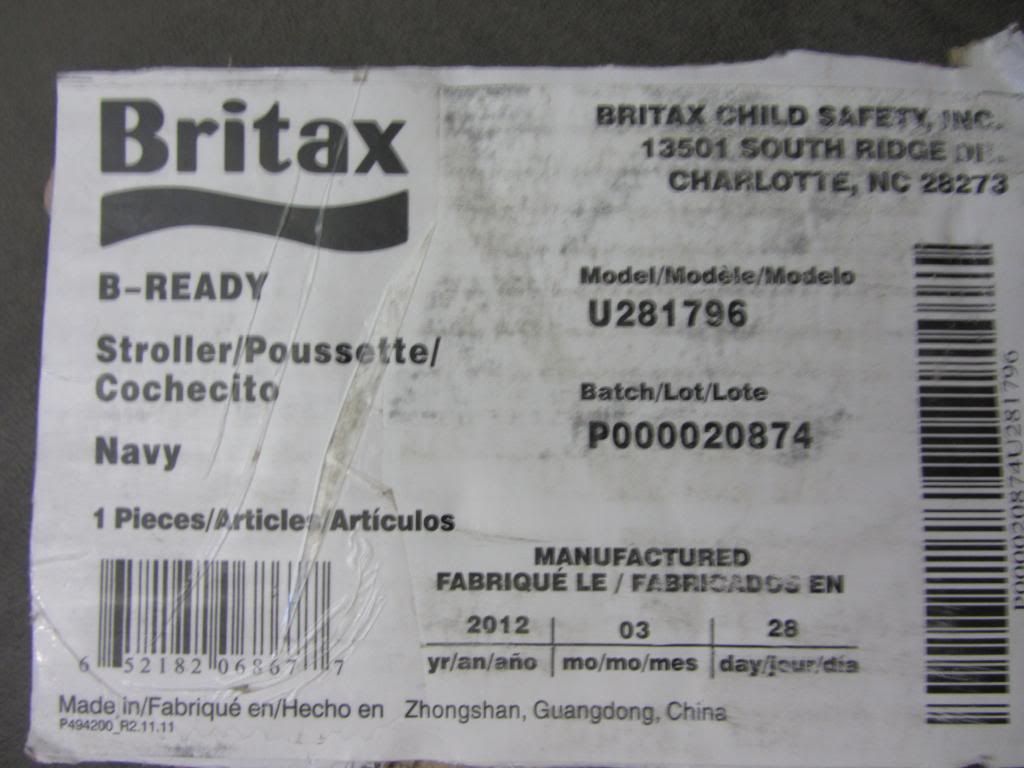 Britax
BRITAX CHILD SAFETY, INC.
13501 SOUTH RIDGE DR.
CHARLOTTE, NC 28273
B-READY
Stroller/Poussette/
Cochecito
Navy
1 Pieces/Articles/Artículos
Model/Modèle/Modelo
U281796
Batch/Lot/Lote
P000020874
P000020874U281796
MANUFACTURED
FABRIQUÉ LE / FABRICADOS EN
2012 03 28
yr/an/año mo/mo/mes day/jour/día
6 52182 06867 7
Made in/Fabriqué en/Hecho en Zhongshan, Guangdong, China
P494200_R2.11.11